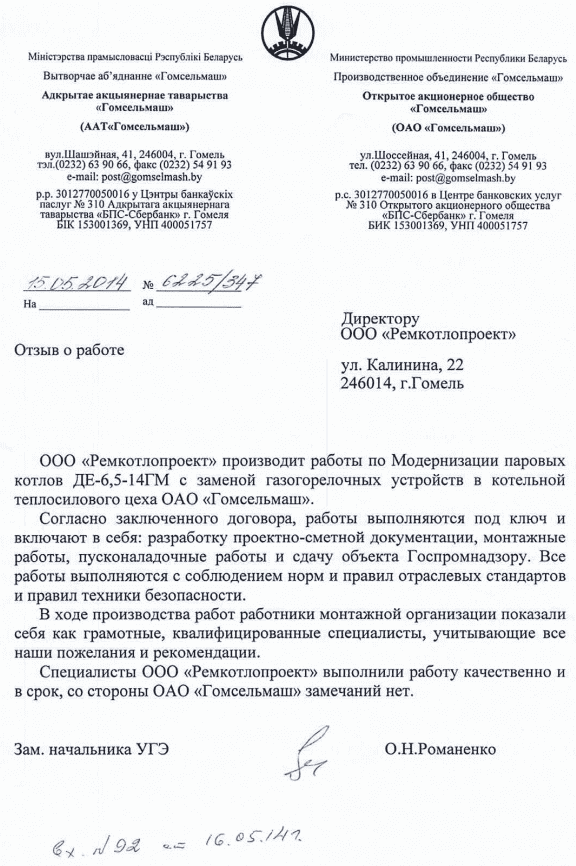 Міністэрства прамысловасці Рэспублікі Беларусь
Вытворчае аб’яднанне «Гомсельмаш»
Адкрытае акцыянернае таварыства
«Гомсельмаш»
(ААТ«Гомсельмаш»)
вул.Шашэйная, 41, 246004, г. Гомель
тэл.(0232) 63 90 66, факс (0232) 54 91 93
e-mail: post@gomselmash.by
р.р. 3012770050016 у Цэнтры банкаўскіх
паслуг № 310 Адкрытага акцыянернага
таварыства «БПС-Сбербанк» г. Гомеля
БІК 153001369, УНП 400051757
Министерство промышленности Республики Беларусь
Производственное объединение «Гомсельмаш»
Открытое акционерное общество
«Гомсельмаш»
(ОАО «Гомсельмаш»)
ул.Шоссейная, 41, 246004, г. Гомель
тел. (0232) 63 90 66, факс (0232) 54 91 93
e-mail: post@gomselmash.by
р.с. 3012770050016 в Центре банковских услуг
№ 310 Открытого акционерного общества
«БПС-Сбербанк» г. Гомеля
БИК 153001369, УНП 400051757
15.05.2014 № 6225/347
На ад
Директору
ООО «Ремкотлопроект»
Отзыв о работе
ул. Калинина, 22
246014, г.Гомель
ООО «Ремкотлопроект» производит работы по Модернизации паровых
котлов ДЕ-6,5-14ГМ с заменой газогорелочных устройств в котельной
теплосилового цеха ОАО «Гомсельмаш».
Согласно заключенного договора, работы выполняются под ключ и
включают в себя: разработку проектно-сметной документации, монтажные
работы, пусконаладочные работы и сдачу объекта Госпромнадзору. Все
работы выполняются с соблюдением норм и правил отраслевых стандартов
и правил техники безопасности.
В ходе производства работ работники монтажной организации показали
себя как грамотные, квалифицированные специалисты, учитывающие все
наши пожелания и рекомендации.
Специалисты ООО «Ремкотлопроект» выполнили работу качественно и
в срок, со стороны ОАО «Гомсельмаш» замечаний нет.
Зам. начальника УГЭ О.Н.Романенко
Вх. N92 от 16.05.14г.